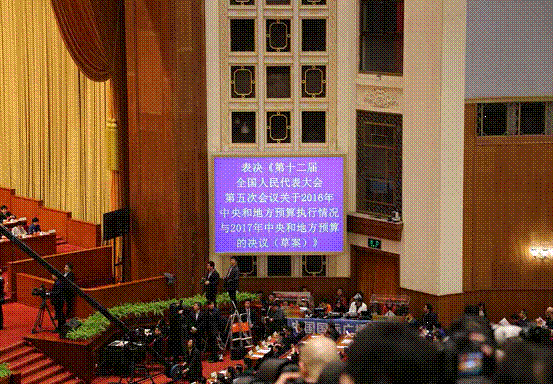 表决《第十二届
全国人民代表大会
第五次会议关于2016年
中央和地方预算执行情况
与2017年中央和地方预算
的决议（草案）》